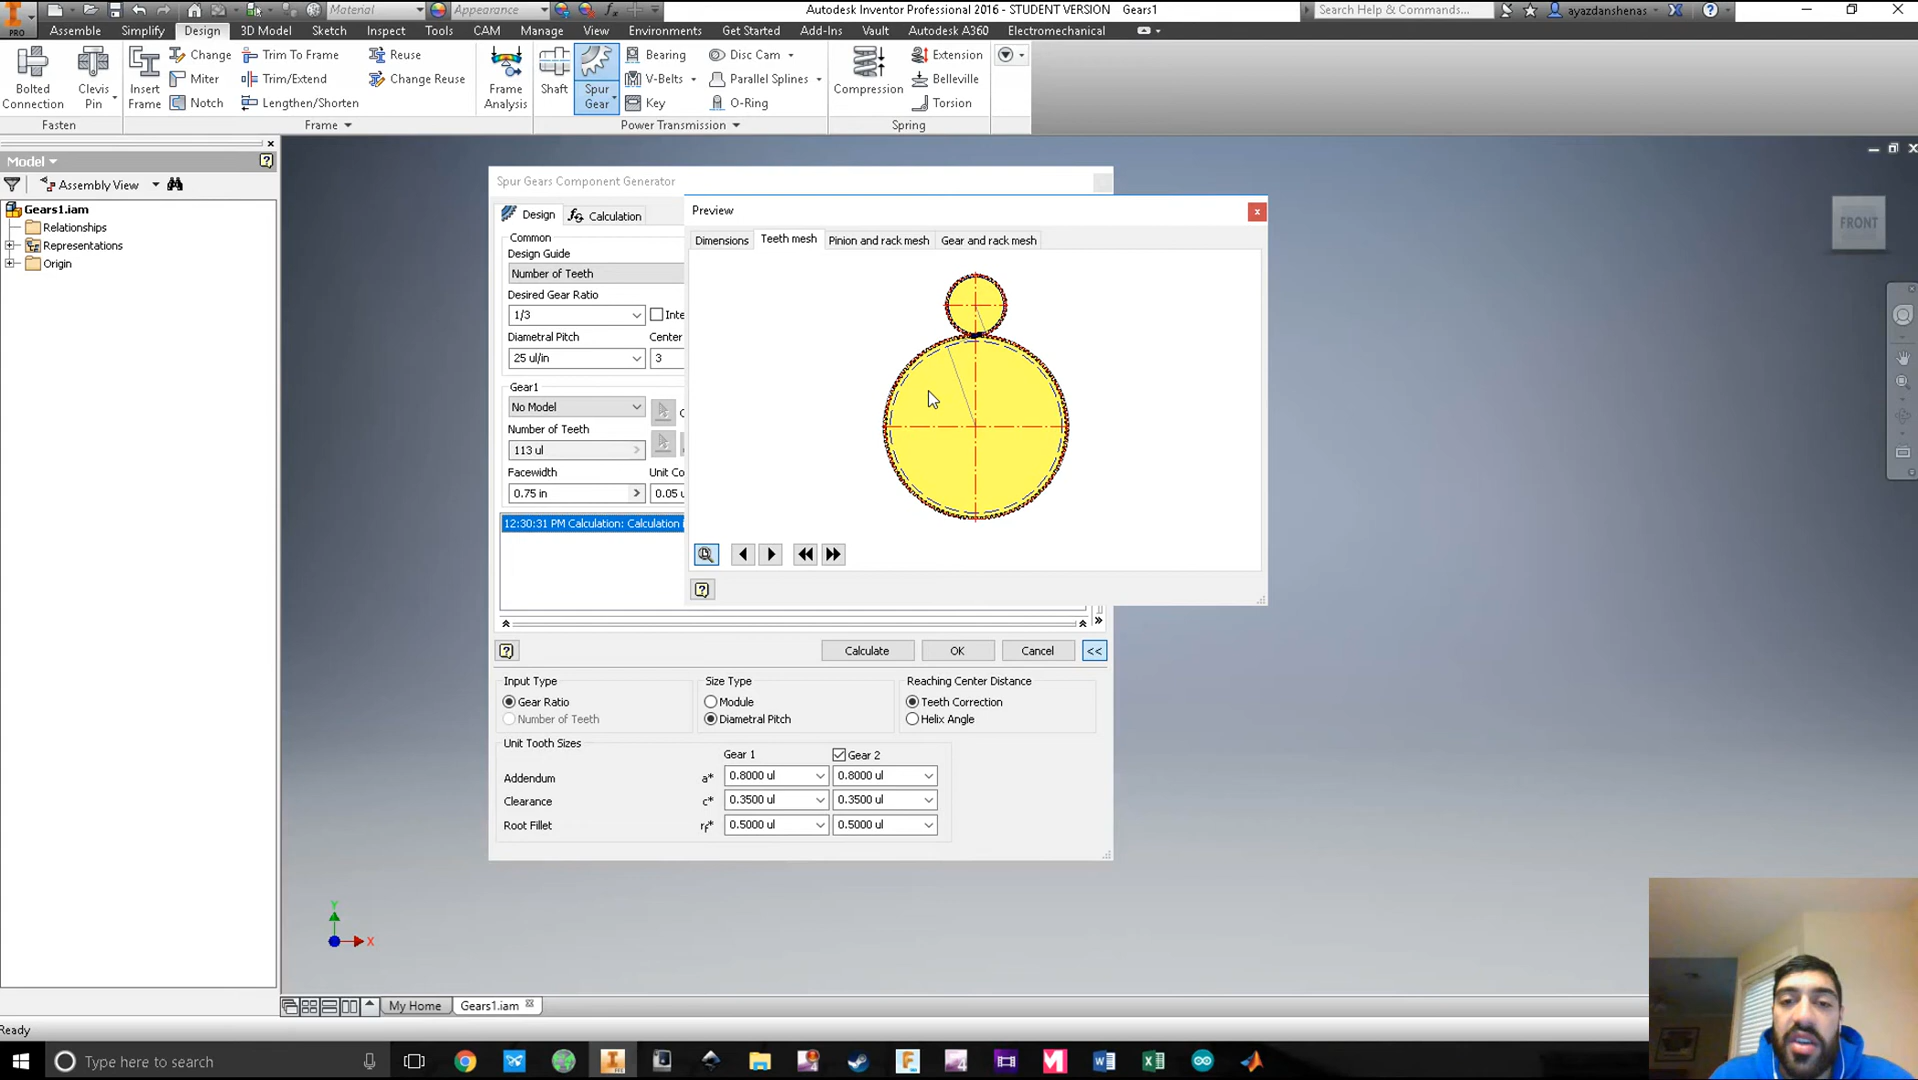 Material
Appearance
Autodesk Inventor Professional 2016 - STUDENT VERSION Gears1
Search Help & Commands...
ayazdanshenas
PRO
Assemble Simplify Design 3D Model Sketch Inspect Tools CAM Manage View Environments Get Started Add-Ins Vault Autodesk A360 Electromechanical
Bolted Connection
Clevis Pin
Insert Frame
Change
Miter
Notch
Trim To Frame
Trim/Extend
Lengthen/Shorten
Reuse
Change Reuse
Frame Analysis
Shaft
Spur Gear
Bearing
V-Belts
Key
Disc Cam
Parallel Splines
O-Ring
Compression
Extension
Belleville
Torsion
Fasten
Frame
Power Transmission
Spring
Model
Assembly View
Gears1.iam
Relationships
Representations
Origin
FRONT
Spur Gears Component Generator
Design
Calculation
Common
Design Guide
Number of Teeth
Desired Gear Ratio
1/3
Inte
Diametral Pitch
Center
25 ul/in
3
Gear1
No Model
Number of Teeth
113 ul
Facewidth
Unit Co
0.75 in
0.05 u
12:30:31 PM Calculation: Calculation i
Preview
Dimensions
Teeth mesh
Pinion and rack mesh
Gear and rack mesh
Calculate
OK
Cancel
<<
Input Type
Gear Ratio
Number of Teeth
Size Type
Module
Diametral Pitch
Reaching Center Distance
Teeth Correction
Helix Angle
Unit Tooth Sizes
Gear 1
Gear 2
Addendum a* 0.8000 ul 0.8000 ul
Clearance c* 0.3500 ul 0.3500 ul
Root Fillet rf* 0.5000 ul 0.5000 ul
Y
X
My Home
Gears1.iam
Ready
Type here to search